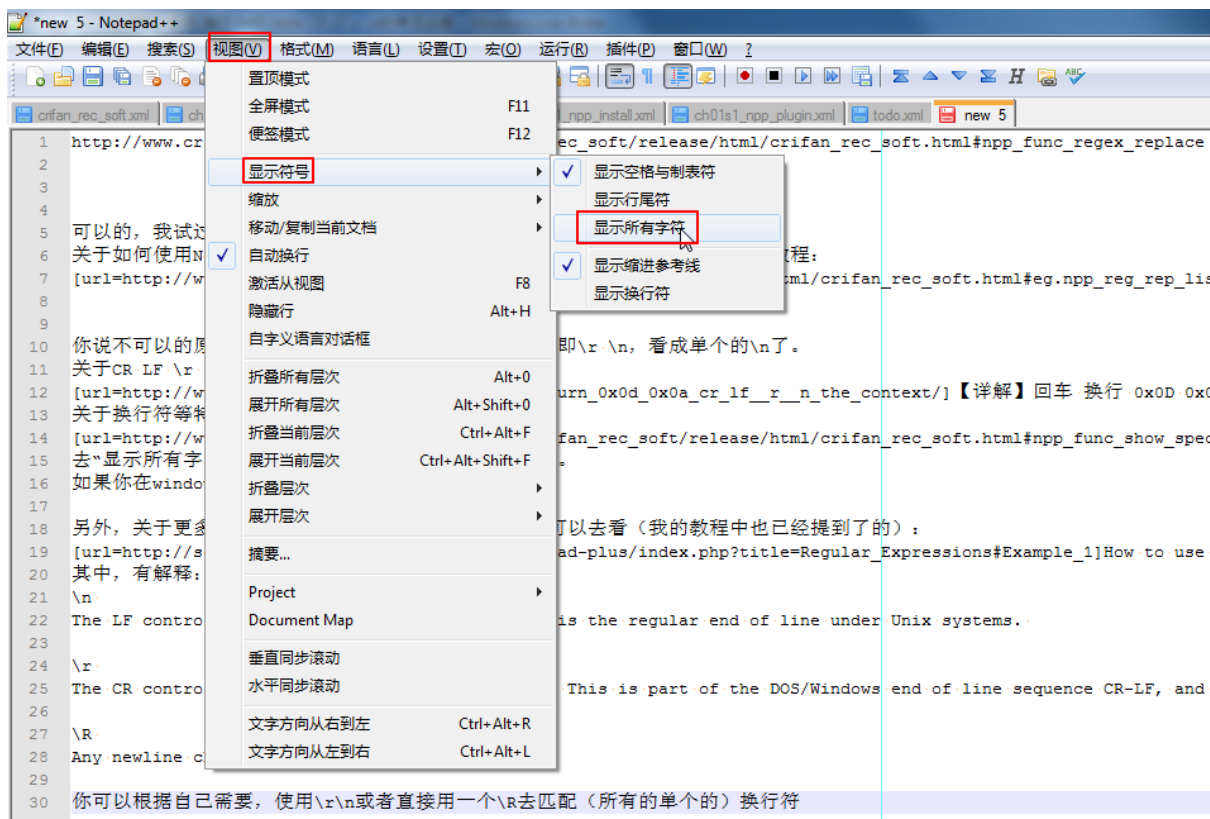 *new 5 - Notepad++
文件(F) 编辑(E) 搜索(S) 视图(V) 格式(M) 语言(L) 设置(T) 宏(O) 运行(R) 插件(P) 窗口(W) ?
crifan_rec_soft.xml ch _npp_install.xml ch01s1_npp_plugin.xml todo.xml new 5
置顶模式
全屏模式 F11
便签模式 F12
显示符号
缩放
移动/复制当前文档
自动换行
激活从视图 F8
隐藏行 Alt+H
自字义语言对话框
折叠所有层次 Alt+0
展开所有层次 Alt+Shift+0
折叠当前层次 Ctrl+Alt+F
展开当前层次 Ctrl+Alt+Shift+F
折叠层次
展开层次
摘要...
Project
Document Map
垂直同步滚动
水平同步滚动
文字方向从右到左 Ctrl+Alt+R
文字方向从左到右 Ctrl+Alt+L
显示空格与制表符
显示行尾符
显示所有字符
显示缩进参考线
显示换行符
1 http://www.cr ec_soft/release/html/crifan_rec_soft.html#npp_func_regex_replace
2
3
4
5 可以的，我试过
6 关于如何使用N 程：
7 [url=http://w ml/crifan_rec_soft.html#eg.npp_reg_rep_lis
8
9
10 你说不可以的原 即\r \n，看成单个的\n了。
11 关于CR LF \r
12 [url=http://w urn_0x0d_0x0a_cr_lf__r__n_the_context/]【详解】回车 换行 0x0D 0x0
13 关于换行符等特
14 [url=http://w fan_rec_soft/release/html/crifan_rec_soft.html#npp_func_show_spec
15 去“显示所有字 。
16 如果你在windo
17
18 另外，关于更多 可以去看（我的教程中也已经提到了的）：
19 [url=http://s ad-plus/index.php?title=Regular_Expressions#Example_1]How to use
20 其中，有解释：
21 \n
22 The LF contro is the regular end of line under Unix systems.
23
24 \r
25 The CR contro This is part of the DOS/Windows end of line sequence CR-LF, and
26
27 \R
28 Any newline c
29
30 你可以根据自己需要，使用\r\n或者直接用一个\R去匹配（所有的单个的）换行符